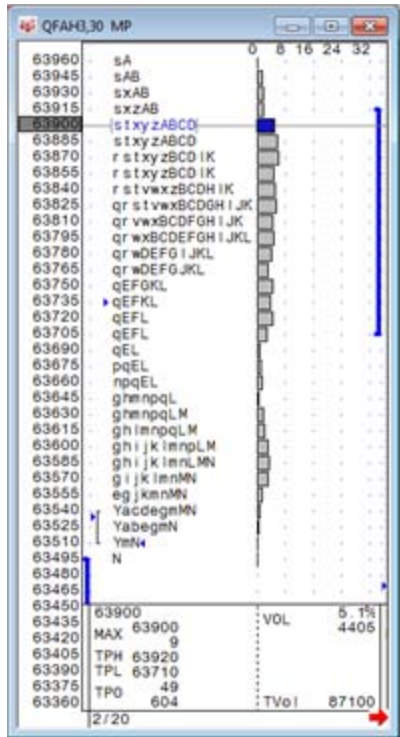 QFAH3,30 MP
0 8 16 24 32
63960 sA
63945 sAB
63930 sxAB
63915 sxzAB
63900 (stxyzABCD)
63885 stxyzABCD
63870 rstxyzBCDIK
63855 rstxyzBCDIK
63840 rstvwxzBCDHIK
63825 qrstvwxBCDGHIJK
63810 qrvwxBCDFGHIJK
63795 qrwxBCDEFGHIJKL
63780 qrwDEFGIJKL
63765 qrwDEFGJKL
63750 qEFGKL
63735 qEFKL
63720 qEFL
63705 qEFL
63690 qEL
63675 pqEL
63660 npqEL
63645 ghmnpqL
63630 ghmnpqLM
63615 ghlmnpqLM
63600 ghijklmnpLM
63585 ghijklmnLMN
63570 gijklmnMN
63555 egjkmnMN
63540 YacdegmMN
63525 YabegmN
63510 YmN
63495 N
63480
63465
63450
63435
63420
63405
63390
63375
63360
63900
MAX 63900
9
TPH 63920
TPL 63710
TPO 49
604
VOL 5.1%
4405
TVol 87100
2/20